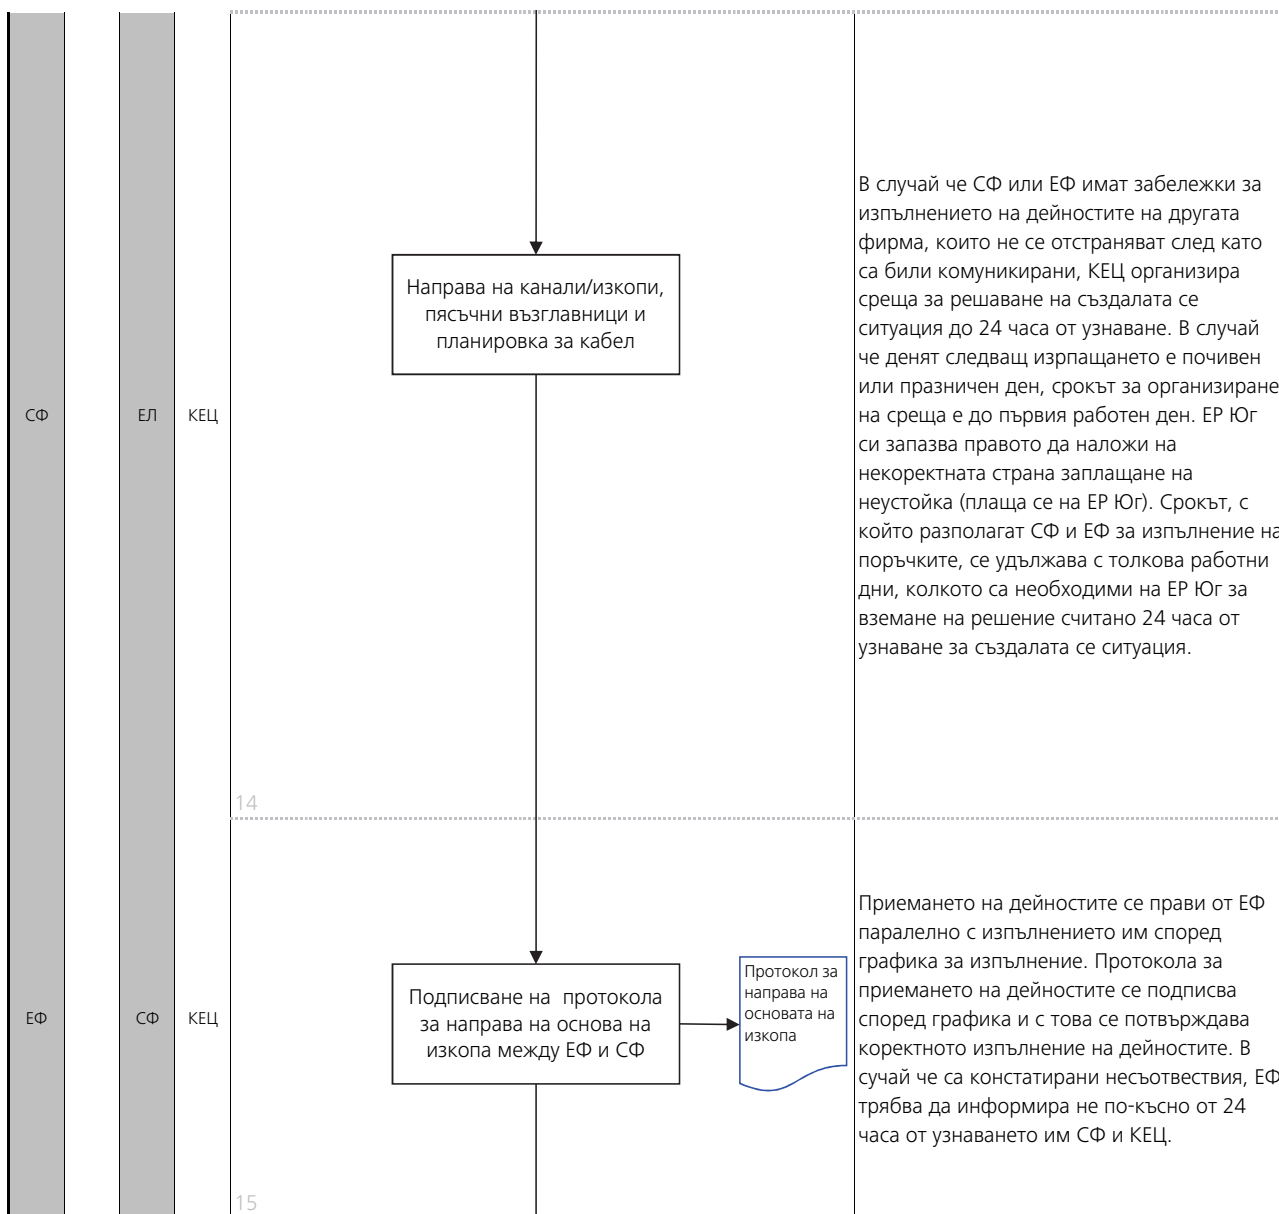 СФ
ЕЛ
КЕЦ
Направа на канали/изкопи,
пясъчни възглавници и
планировка за кабел
В случай че СФ или ЕФ имат забележки за
изпълнението на дейностите на другата
фирма, които не се отстраняват след като
са били комуникирани, КЕЦ организира
среща за решаване на създалата се
ситуация до 24 часа от узнаване. В случай
че денят следващ изрпащането е почивен
или празничен ден, срокът за организиране
на среща е до първия работен ден. ЕР Юг
си запазва правото да наложи на
некоректната страна заплащане на
неустойка (плаща се на ЕР Юг). Срокът, с
който разполагат СФ и ЕФ за изпълнение на
поръчките, се удължава с толкова работни
дни, колкото са необходими на ЕР Юг за
вземане на решение считано 24 часа от
узнаване за създалата се ситуация.
14
ЕФ
СФ
КЕЦ
Подписване на протокола
за направа на основа на
изкопа между ЕФ и СФ
Протокол за
направа на
основата на
изкопа
Приемането на дейностите се прави от ЕФ
паралелно с изпълнението им според
графика за изпълнение. Протокола за
приемането на дейностите се подписва
според графика и с това се потвърждава
коректното изпълнение на дейностите. В
сучай че са констатирани несъотвествия, ЕФ
трябва да информира не по-късно от 24
часа от узнаването им СФ и КЕЦ.
15